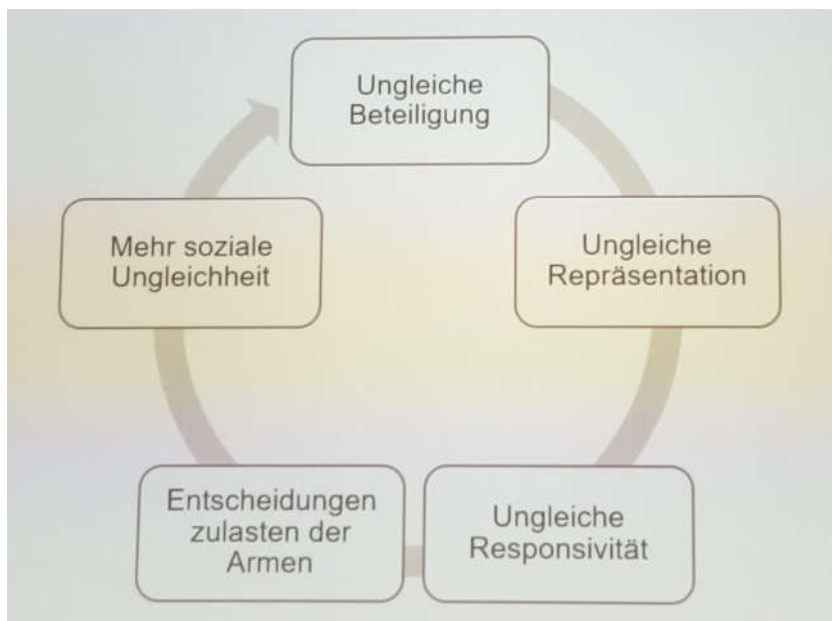 Ungleiche
Beteiligung
Ungleiche
Repräsentation
Ungleiche
Responsivität
Entscheidungen
zulasten der
Armen
Mehr soziale
Ungleichheit